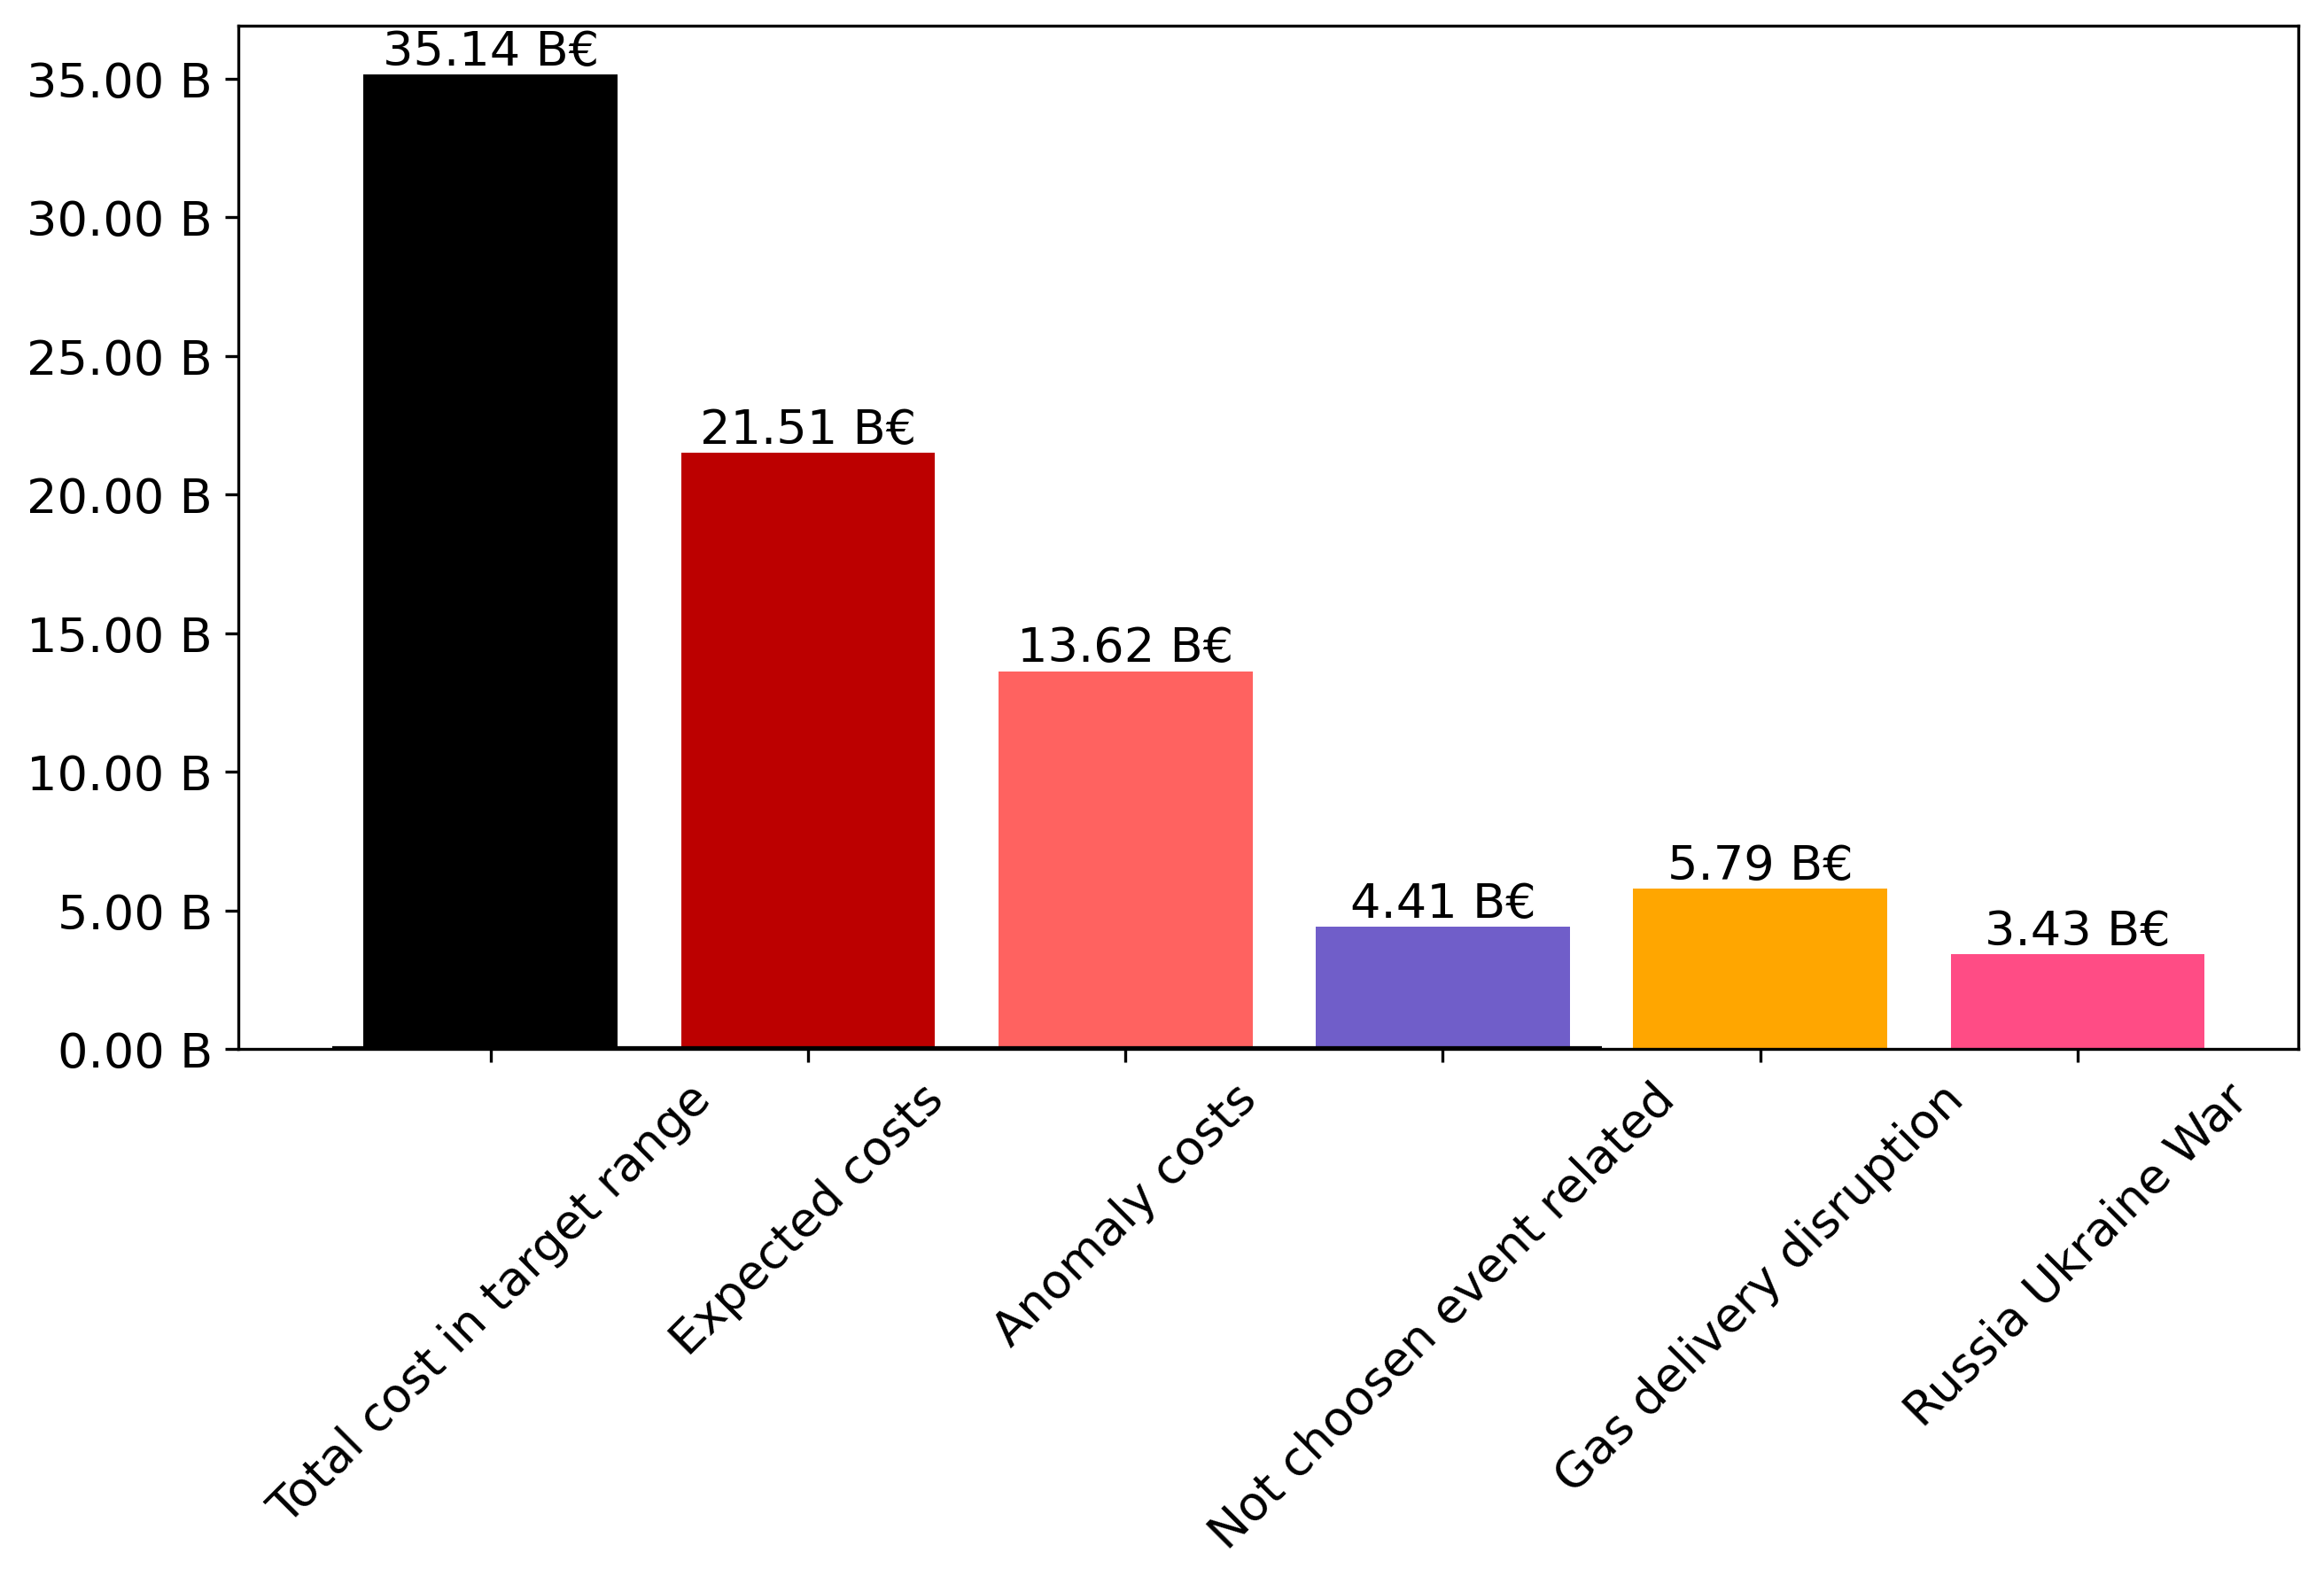 35.14 B€
35.00 B
30.00 B
25.00 B
21.51 B€
20.00 B
15.00 B
13.62 B€
10.00 B
5.79 B€
5.00 B
4.41 B€
3.43 B€
0.00 B
Total cost in target range
Expected costs
Anomaly costs
Not choosen event related
Gas delivery disruption
Russia Ukraine War